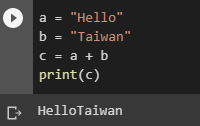 a = "Hello"
b = "Taiwan"
c = a + b
print(c)
HelloTaiwan